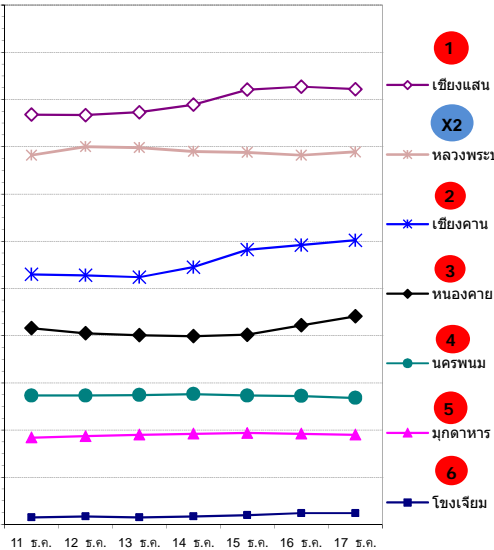 1
เชียงแสน
X2
หลวงพระบ
2
เชียงคาน
3
หนองคาย
4
นครพนม
5
มุกดาหาร
6
โขงเจียม
11 ธ.ค. 12 ธ.ค. 13 ธ.ค. 14 ธ.ค. 15 ธ.ค. 16 ธ.ค. 17 ธ.ค.